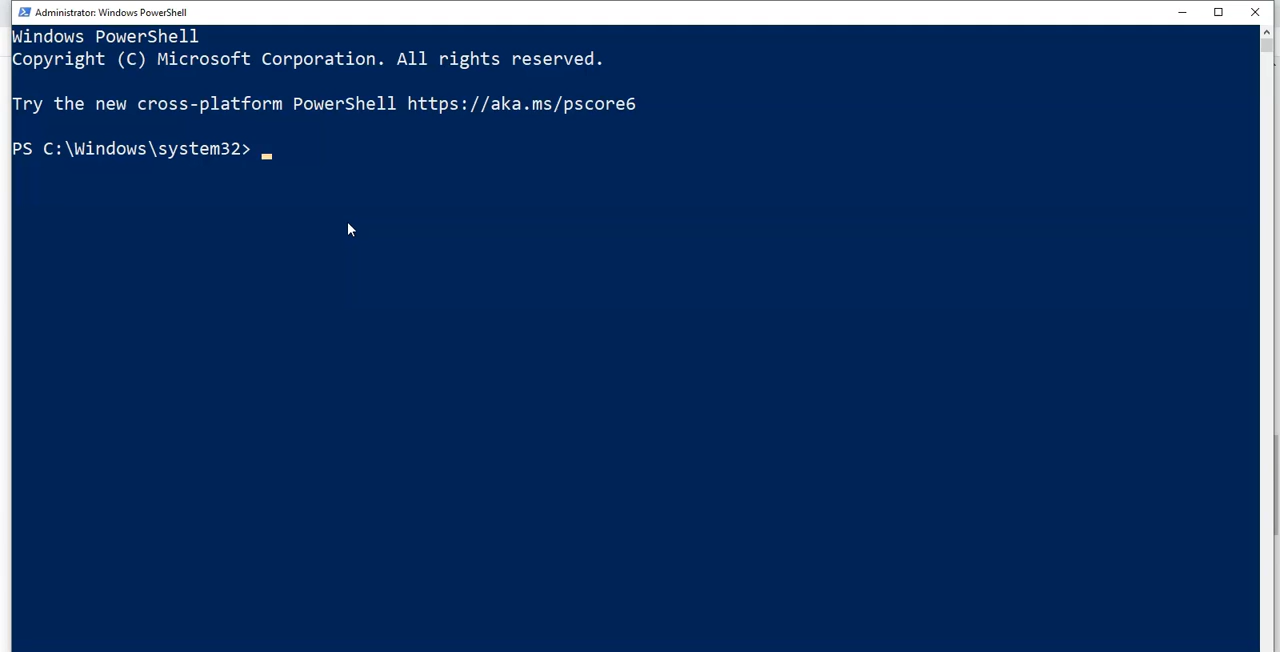 Administrator: Windows PowerShell
Windows PowerShell
Copyright (C) Microsoft Corporation. All rights reserved.
Try the new cross-platform PowerShell https://aka.ms/pscore6
PS C:\Windows\system32>